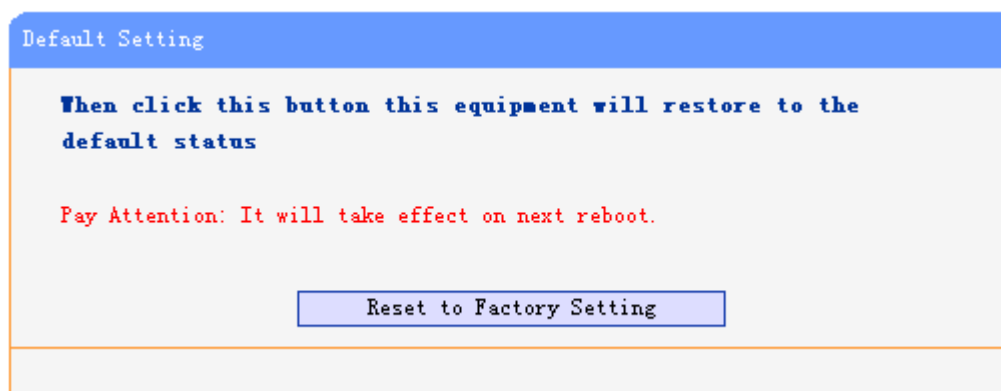 Default Setting
When click this button this equipment will restore to the
default status
Pay Attention: It will take effect on next reboot.
Reset to Factory Setting